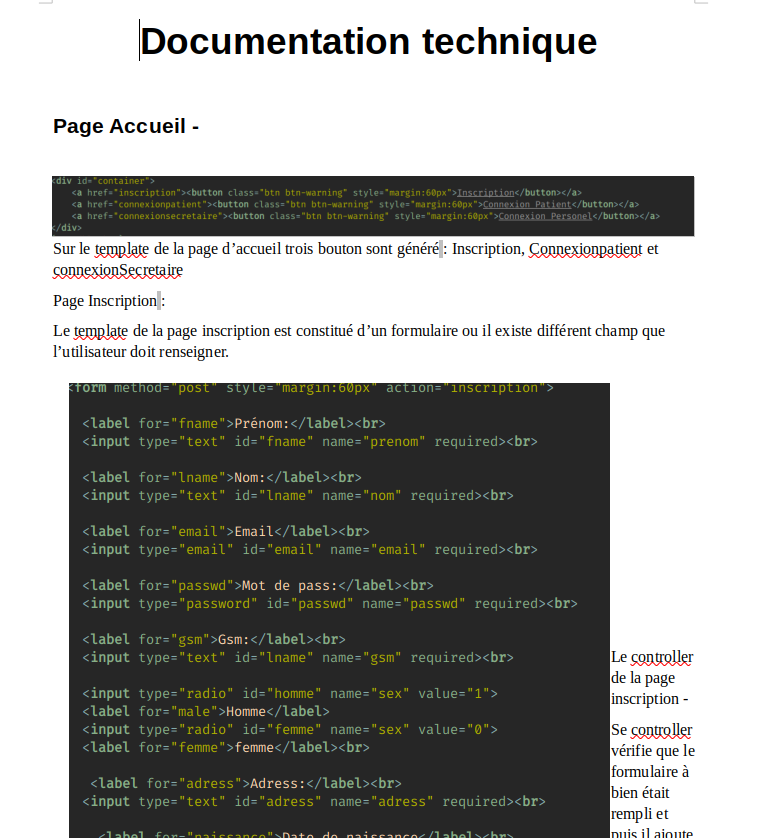 Documentation technique
Page Accueil -
<div id="container">
<a href="inscription"><button class="btn btn-warning" style="margin:60px">Inscription</button></a>
<a href="connexionpatient"><button class="btn btn-warning" style="margin:60px">Connexion Patient</button></a>
<a href="connexionsecretaire"><button class="btn btn-warning" style="margin:60px">Connexion Personel</button></a>
</div>
Sur le template de la page d’accueil trois bouton sont généré : Inscription, Connexionpatient et
connexionSecretaire
Page Inscription :
Le template de la page inscription est constitué d’un formulaire ou il existe différent champ que
l’utilisateur doit renseigner.
<form method="post" style="margin:60px" action="inscription">
<label for="fname">Prénom:</label><br>
<input type="text" id="fname" name="prenom" required><br>
<label for="lname">Nom:</label><br>
<input type="text" id="lname" name="nom" required><br>
<label for="email">Email</label><br>
<input type="email" id="email" name="email" required><br>
<label for="passwd">Mot de pass:</label><br>
<input type="password" id="passwd" name="passwd" required><br>
<label for="gsm">Gsm:</label><br>
<input type="text" id="lname" name="gsm" required><br>
<input type="radio" id="homme" name="sex" value="1">
<label for="male">Homme</label>
<input type="radio" id="femme" name="sex" value="0">
<label for="femme">femme</label><br>
<label for="adress">Adress:</label><br>
<input type="text" id="adress" name="adress" required><br>
<label for="naissance">Date de naissance</label><br>
Le controller
de la page
inscription -
Se controller
vérifie que le
formulaire à
bien était
rempli et
puis il ajoute